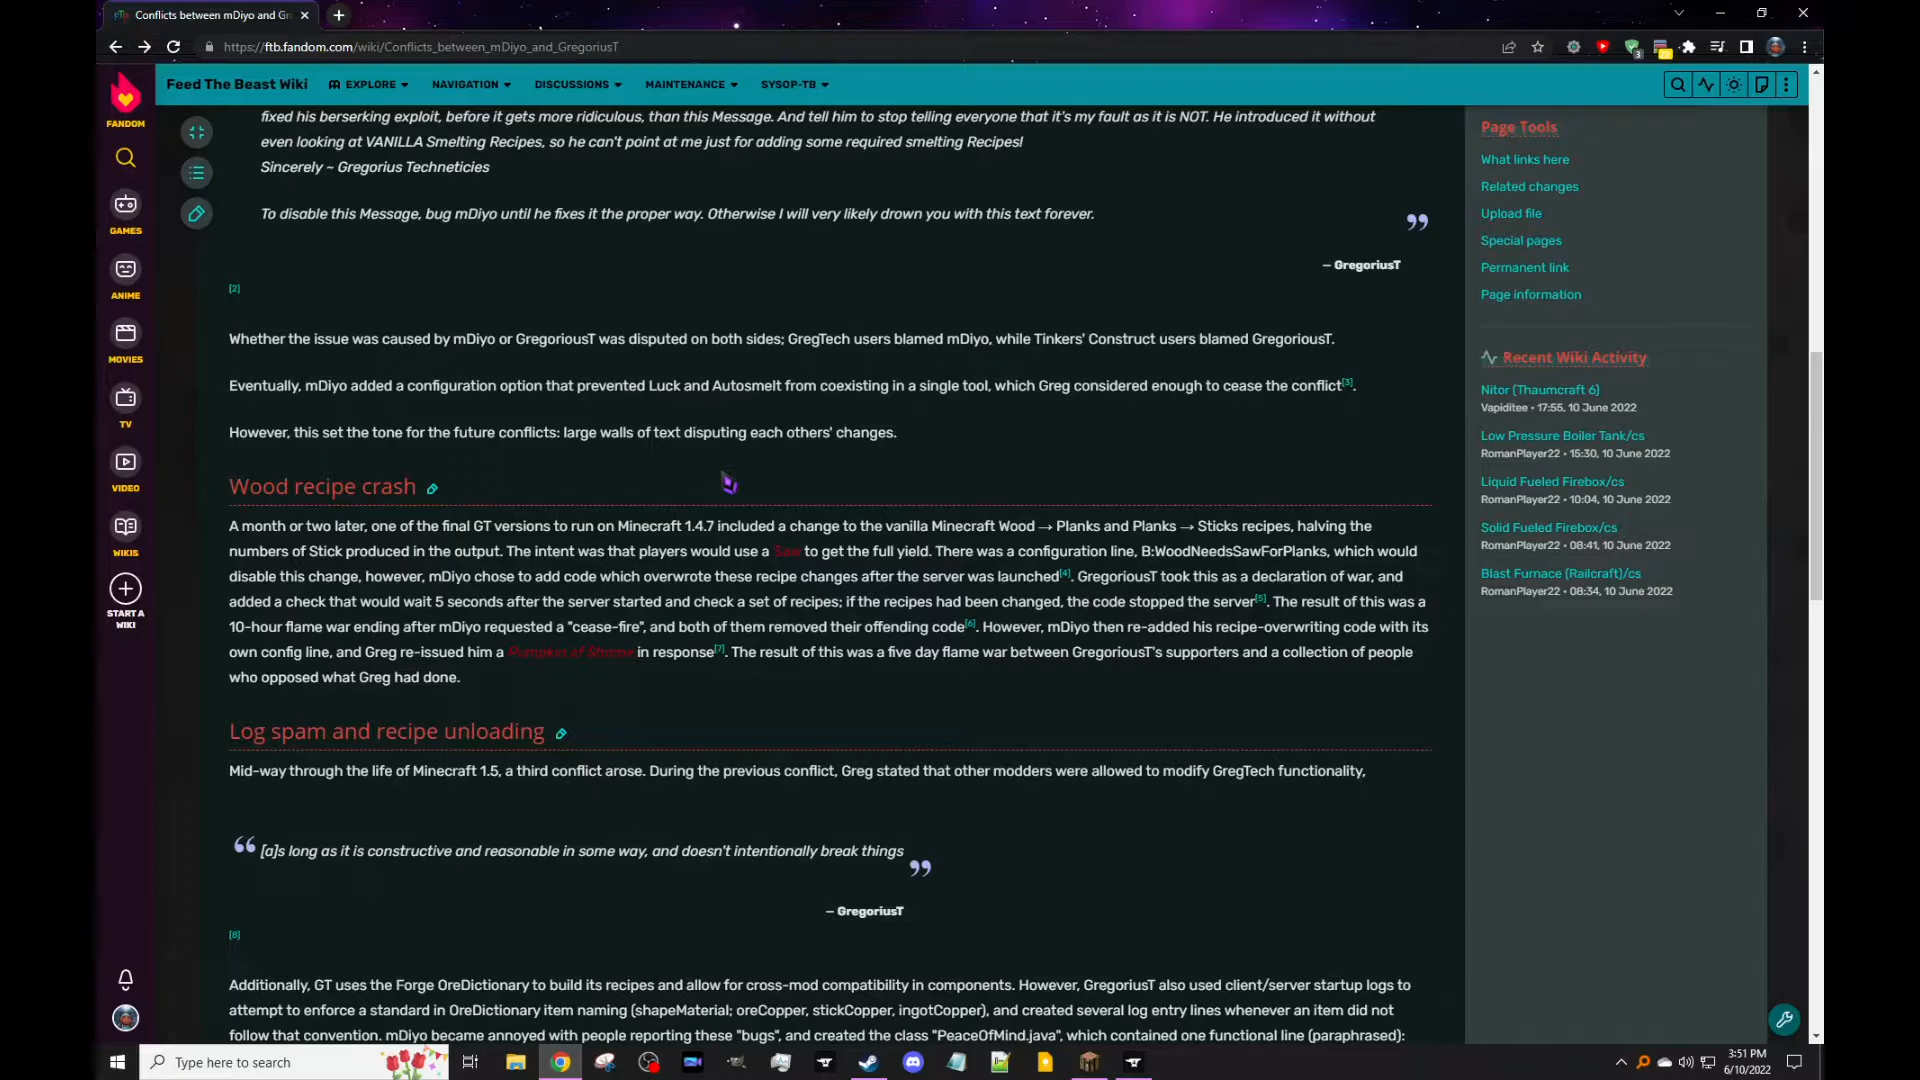 Conflicts between mDiyo and Gr
https://ftb.fandom.com/wiki/Conflicts_between_mDiyo_and_GregoriusT
Feed The Beast Wiki
EXPLORE
NAVIGATION
DISCUSSIONS
MAINTENANCE
SYSOP-TB
3
FANDOM
GAMES
ANIME
MOVIES
TV
VIDEO
WIKIS
START A
WIKI
fixed his berserking exploit, before it gets more ridiculous, than this Message. And tell him to stop telling everyone that it's my fault as it is NOT. He introduced it without
even looking at VANILLA Smelting Recipes, so he can't point at me just for adding some required smelting Recipes!
Sincerely ~ Gregorius Techneticies
To disable this Message, bug mDiyo until he fixes it the proper way. Otherwise I will very likely drown you with this text forever.
”
— GregoriusT
[2]
Whether the issue was caused by mDiyo or GregoriousT was disputed on both sides; GregTech users blamed mDiyo, while Tinkers' Construct users blamed GregoriousT.
Eventually, mDiyo added a configuration option that prevented Luck and Autosmelt from coexisting in a single tool, which Greg considered enough to cease the conflict[3].
However, this set the tone for the future conflicts: large walls of text disputing each others' changes.
Wood recipe crash
A month or two later, one of the final GT versions to run on Minecraft 1.4.7 included a change to the vanilla Minecraft Wood → Planks and Planks → Sticks recipes, halving the
numbers of Stick produced in the output. The intent was that players would use a Saw to get the full yield. There was a configuration line, B:WoodNeedsSawForPlanks, which would
disable this change, however, mDiyo chose to add code which overwrote these recipe changes after the server was launched[4]. GregoriousT took this as a declaration of war, and
added a check that would wait 5 seconds after the server started and check a set of recipes; if the recipes had been changed, the code stopped the server[5]. The result of this was a
10-hour flame war ending after mDiyo requested a "cease-fire", and both of them removed their offending code[6]. However, mDiyo then re-added his recipe-overwriting code with its
own config line, and Greg re-issued him a Pumpkin of Shame in response[7]. The result of this was a five day flame war between GregoriousT's supporters and a collection of people
who opposed what Greg had done.
Log spam and recipe unloading
Mid-way through the life of Minecraft 1.5, a third conflict arose. During the previous conflict, Greg stated that other modders were allowed to modify GregTech functionality,
“ [a]s long as it is constructive and reasonable in some way, and doesn't intentionally break things ”
— GregoriusT
[8]
Additionally, GT uses the Forge OreDictionary to build its recipes and allow for cross-mod compatibility in components. However, GregoriusT also used client/server startup logs to
attempt to enforce a standard in OreDictionary item naming (shapeMaterial; oreCopper, stickCopper, ingotCopper), and created several log entry lines whenever an item did not
follow that convention. mDiyo became annoyed with people reporting these "bugs", and created the class "PeaceOfMind.java", which contained one functional line (paraphrased):
Page Tools
What links here
Related changes
Upload file
Special pages
Permanent link
Page information
Recent Wiki Activity
Nitor (Thaumcraft 6)
Vapiditee • 17:55, 10 June 2022
Low Pressure Boiler Tank/cs
RomanPlayer22 • 15:30, 10 June 2022
Liquid Fueled Firebox/cs
RomanPlayer22 • 10:04, 10 June 2022
Solid Fueled Firebox/cs
RomanPlayer22 • 08:41, 10 June 2022
Blast Furnace (Railcraft)/cs
RomanPlayer22 • 08:34, 10 June 2022
Type here to search
3:51 PM
6/10/2022